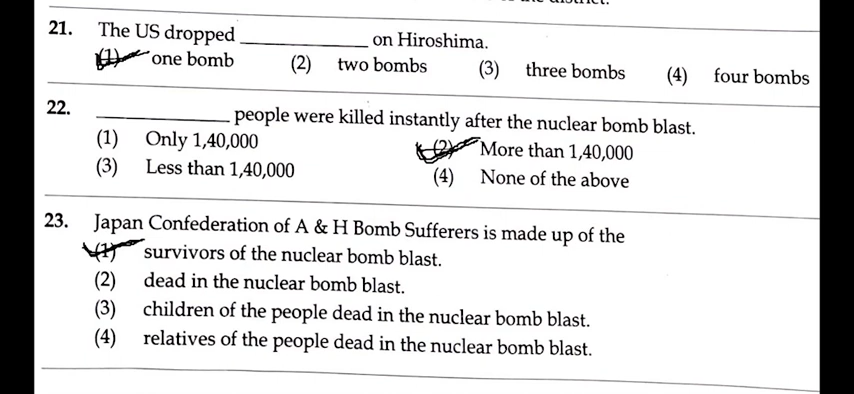 21. The US dropped ____________ on Hiroshima.
(1) one bomb (2) two bombs (3) three bombs (4) four bombs
22. ____________ people were killed instantly after the nuclear bomb blast.
(1) Only 1,40,000 (2) More than 1,40,000
(3) Less than 1,40,000 (4) None of the above
23. Japan Confederation of A & H Bomb Sufferers is made up of the
(1) survivors of the nuclear bomb blast.
(2) dead in the nuclear bomb blast.
(3) children of the people dead in the nuclear bomb blast.
(4) relatives of the people dead in the nuclear bomb blast.